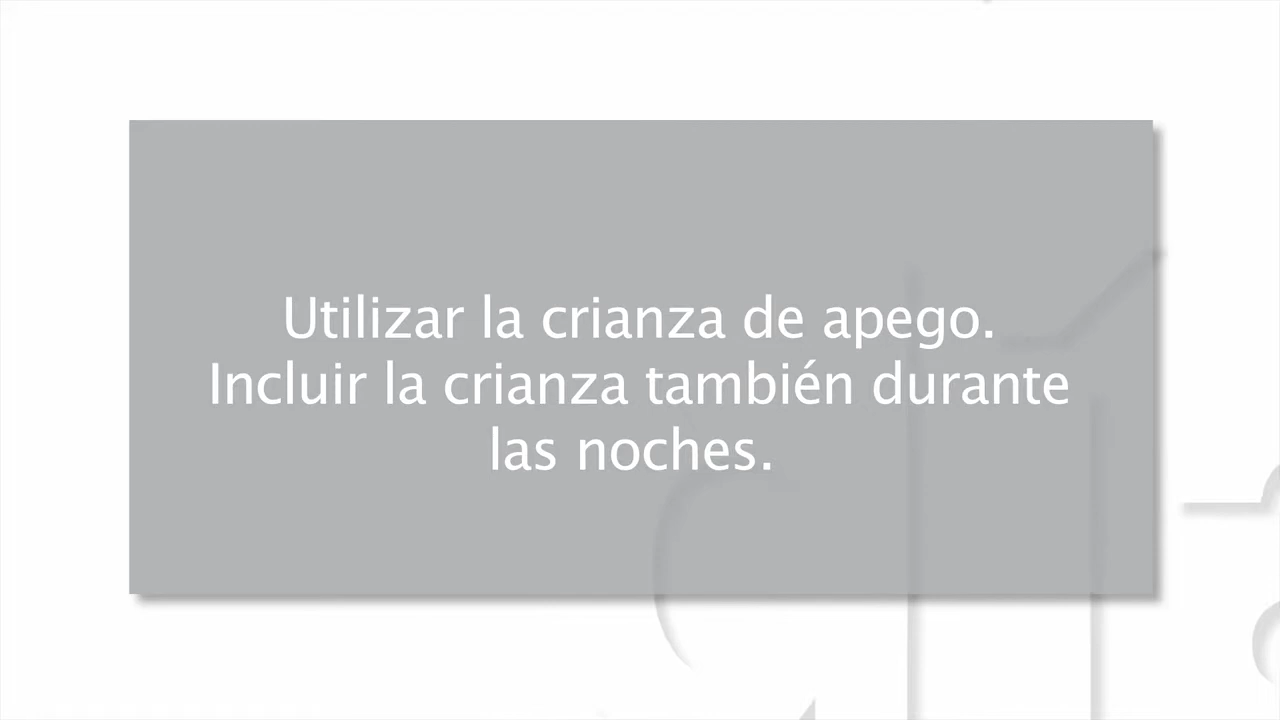 Utilizar la crianza de apego.
Incluir la crianza también durante
las noches.